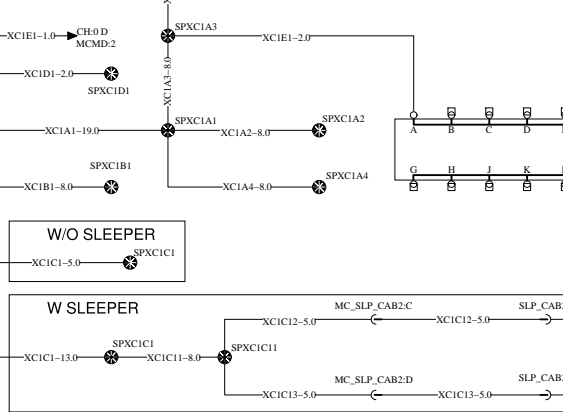 SPXC1A3
XC1E1–1.0
CH:0 D
MCMD:2
XC1E1–2.0
XC1A3–8.0
XC1D1–2.0
SPXC1D1
SPXC1A1
SPXC1A2
XC1A1–19.0
XC1A2–8.0
A B C D
SPXC1B1
G H J K
SPXC1A4
XC1B1–8.0
XC1A4–8.0
W/O SLEEPER
SPXC1C1
XC1C1–5.0
W SLEEPER
MC_SLP_CAB2:C
SLP_CAB
XC1C12–5.0
XC1C12–5.0
SPXC1C1
SPXC1C11
XC1C1–13.0
XC1C11–8.0
MC_SLP_CAB2:D
SLP_CAB
XC1C13–5.0
XC1C13–5.0